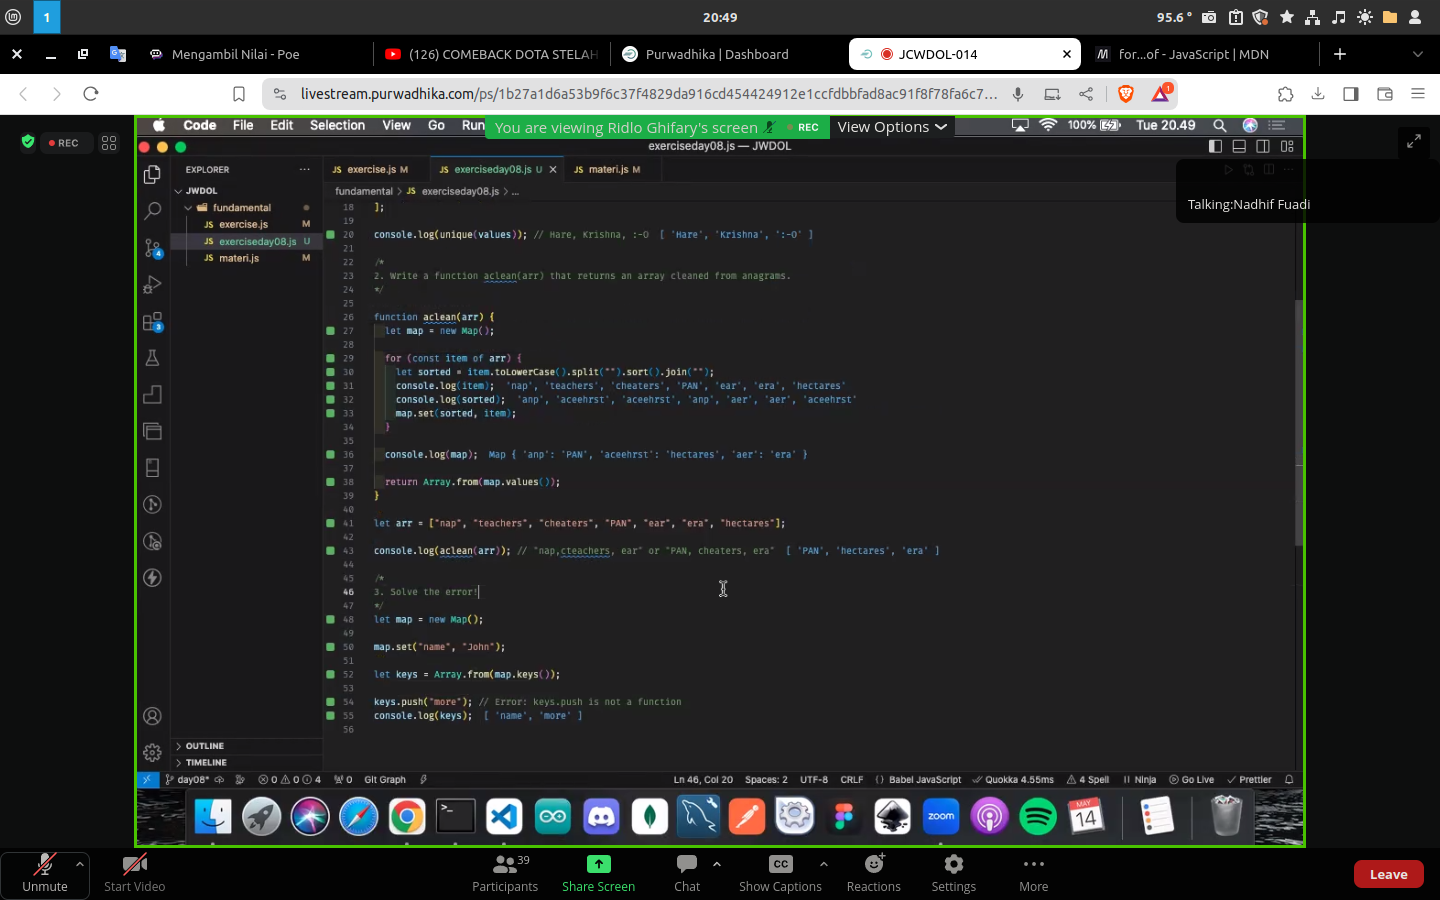 1
20:49
95.6 °
Mengambil Nilai - Poe
(126) COMEBACK DOTA STELAH
Purwadhika | Dashboard
JCWDOL-014
for...of - JavaScript | MDN
livestream.purwadhika.com/ps/1b27a1d6a53b9f6c37f4829da916cd454424912e1ccfdbbfad8ac91f8f78fa6c7...
1
REC
Code File Edit Selection View Go Run
You are viewing Ridlo Ghifary's screen REC
View Options
100% Tue 20.49
exerciseday08.js — JWDOL
Talking:Nadhif Fuadi
EXPLORER
JWDOL
fundamental
JS exercise.js M
JS exerciseday08.js U
JS materi.js M
OUTLINE
TIMELINE
4
3
JS exercise.js M
JS exerciseday08.js U
JS materi.js M
fundamental > JS exerciseday08.js > ...
18 ];
19
20 console.log(unique(values)); // Hare, Krishna, :-O [ 'Hare', 'Krishna', ':-O' ]
21
22 /*
23 2. Write a function aclean(arr) that returns an array cleaned from anagrams.
24 */
25
26 function aclean(arr) {
27 let map = new Map();
28
29 for (const item of arr) {
30 let sorted = item.toLowerCase().split("").sort().join("");
31 console.log(item); 'nap', 'teachers', 'cheaters', 'PAN', 'ear', 'era', 'hectares'
32 console.log(sorted); 'anp', 'aceehrst', 'aceehrst', 'anp', 'aer', 'aer', 'aceehrst'
33 map.set(sorted, item);
34 }
35
36 console.log(map); Map { 'anp': 'PAN', 'aceehrst': 'hectares', 'aer': 'era' }
37
38 return Array.from(map.values());
39 }
40
41 let arr = ["nap", "teachers", "cheaters", "PAN", "ear", "era", "hectares"];
42
43 console.log(aclean(arr)); // "nap,cteachers, ear" or "PAN, cheaters, era" [ 'PAN', 'hectares', 'era' ]
44
45 /*
46 3. Solve the error!
47 */
48 let map = new Map();
49
50 map.set("name", "John");
51
52 let keys = Array.from(map.keys());
53
54 keys.push("more"); // Error: keys.push is not a function
55 console.log(keys); [ 'name', 'more' ]
56
day08* 0 0 4 0 Git Graph Ln 46, Col 20 Spaces: 2 UTF-8 CRLF {} Babel JavaScript Quokka 4.55ms 4 Spell Ninja Go Live Prettier
zoom
MAY
14
Unmute
Start Video
39
Participants
Share Screen
Chat
CC
Show Captions
Reactions
Settings
More
Leave